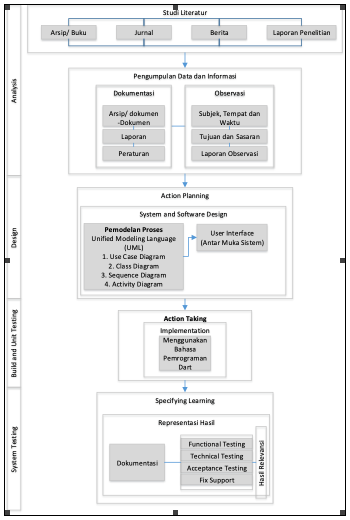 Studi Literatur
Arsip/ Buku
Jurnal
Berita
Laporan Penelitian
Analysis
Pengumpulan Data dan Informasi
Dokumentasi
Arsip/ dokumen
-Dokumen
Laporan
Peraturan
Observasi
Subjek, Tempat dan
Waktu
Tujuan dan Sasaran
Laporan Observasi
Design
Action Planning
System and Software Design
Pemodelan Proses
Unified Modeling Language
(UML)
1. Use Case Diagram
2. Class Diagram
3. Sequence Diagram
4. Activity Diagram
User Interface
(Antar Muka Sistem)
Build and Unit Testing
Action Taking
Implementation
Menggunakan
Bahasa
Pemrograman
Dart
System Testing
Specifying Learning
Representasi Hasil
Dokumentasi
Functional Testing
Technical Testing
Acceptance Testing
Fix Support
Hasil Relevansi